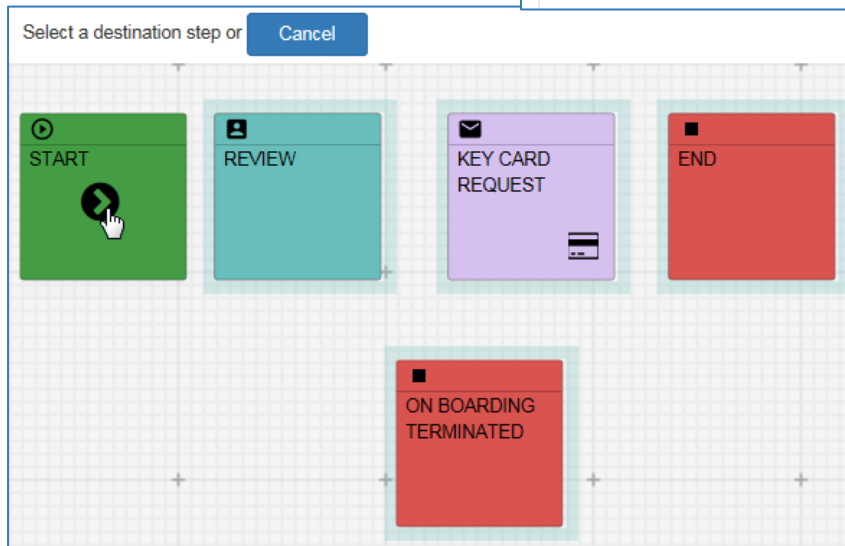 Select a destination step or Cancel
START
REVIEW
KEY CARD
REQUEST
END
ON BOARDING
TERMINATED